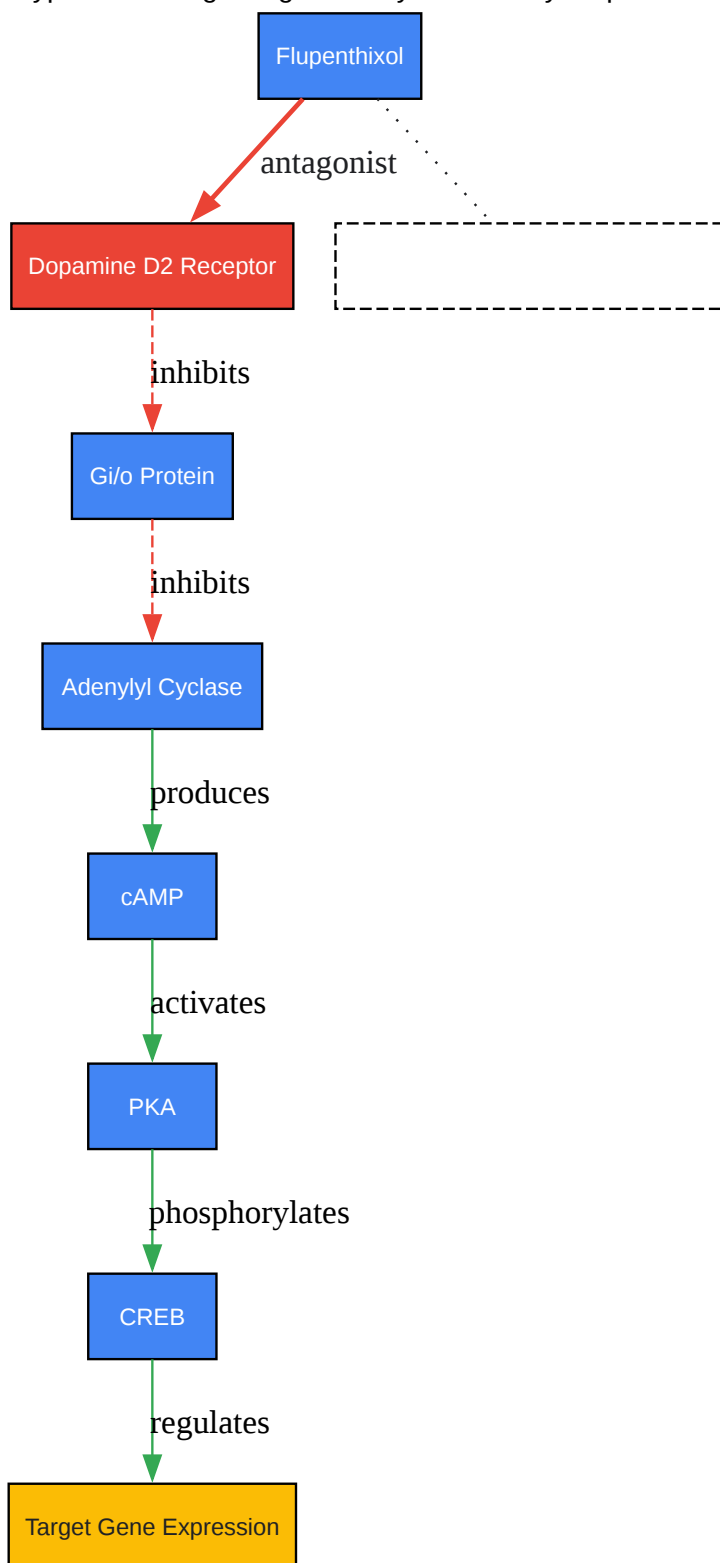 Flupenthixol
antagonist
Dopamine D2 Receptor
inhibits
Gi/o Protein
inhibits
Adenylyl Cyclase
produces
cAMP
activates
PKA
phosphorylates
CREB
regulates
Target Gene Expression